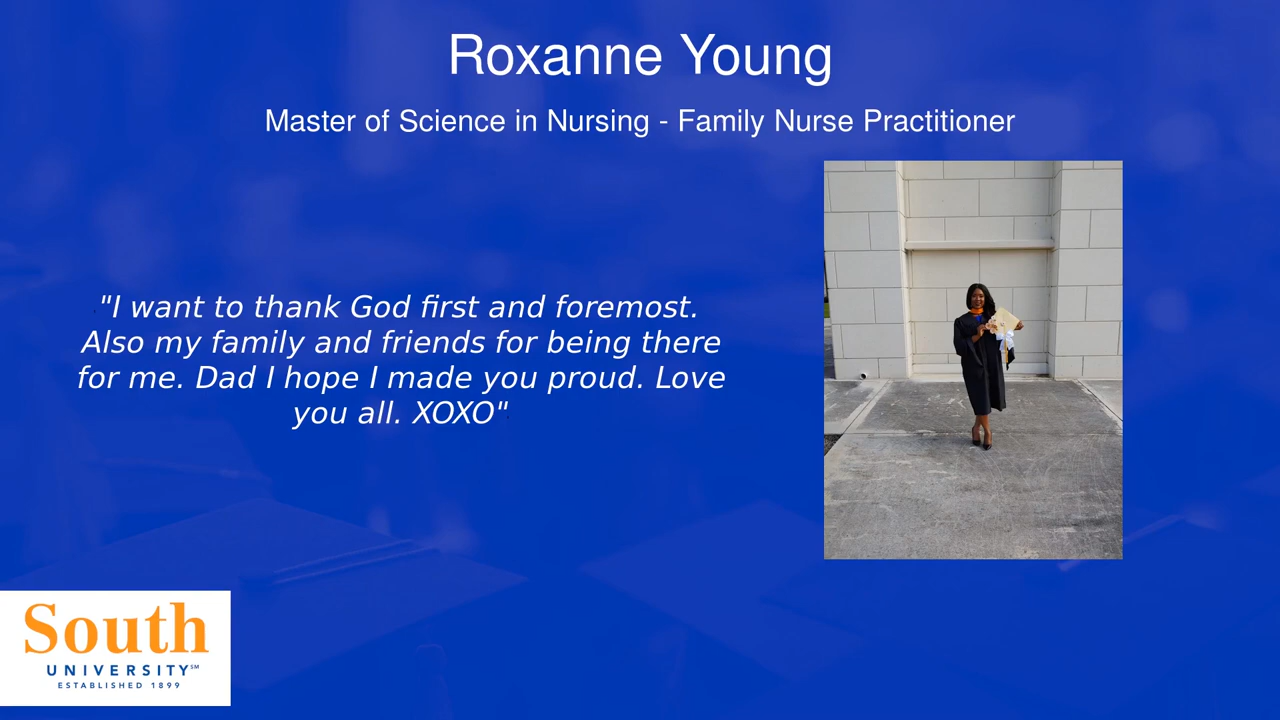 Roxanne Young
Master of Science in Nursing - Family Nurse Practitioner
"I want to thank God first and foremost.
Also my family and friends for being there
for me. Dad I hope I made you proud. Love
you all. XOXO"
South
UNIVERSITY℠
ESTABLISHED 1899